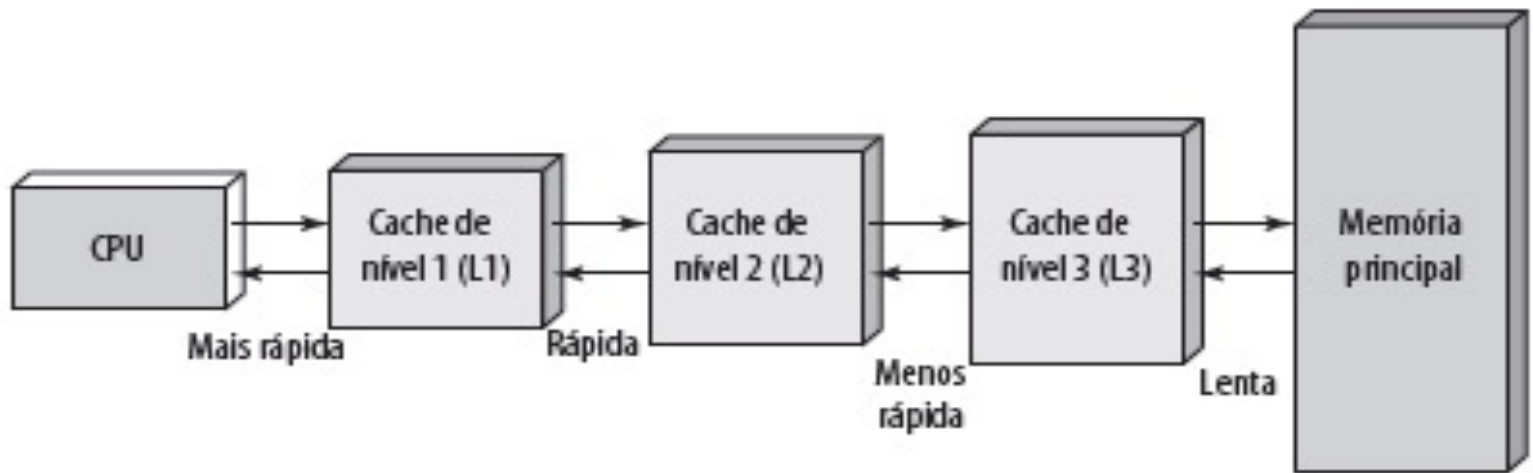 CPU
Cache de
nível 1 (L1)
Cache de
nível 2 (L2)
Cache de
nível 3 (L3)
Memória
principal
Mais rápida
Rápida
Menos
rápida
Lenta